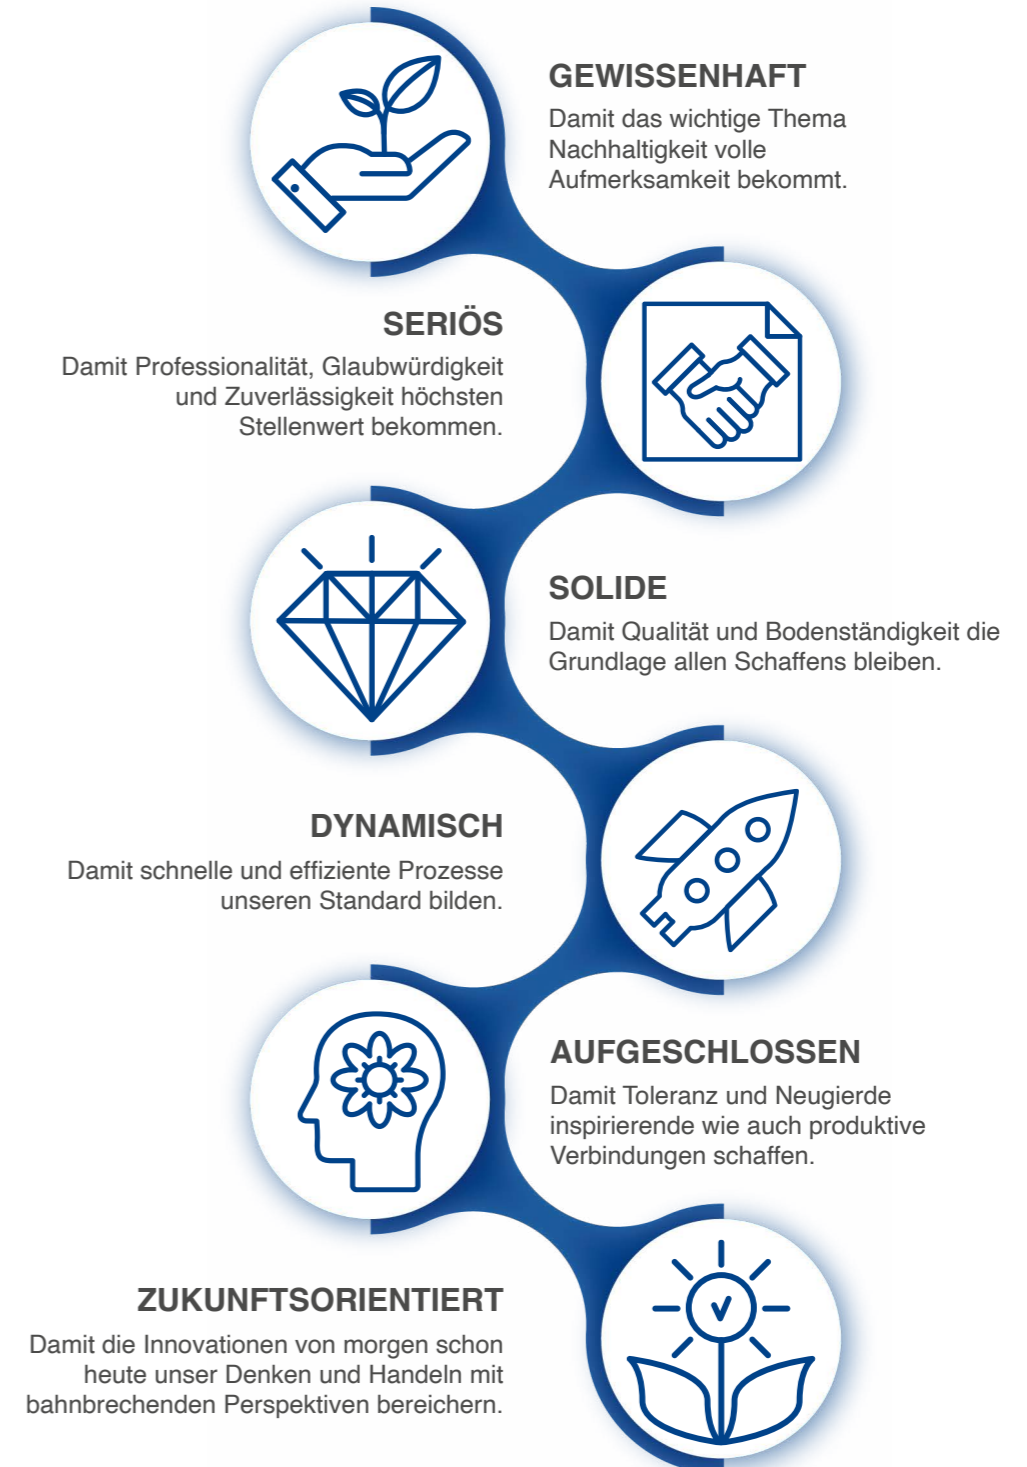 GEWISSENHAFT
Damit das wichtige Thema
Nachhaltigkeit volle
Aufmerksamkeit bekommt.
SERIÖS
Damit Professionalität, Glaubwürdigkeit
und Zuverlässigkeit höchsten
Stellenwert bekommen.
SOLIDE
Damit Qualität und Bodenständigkeit die
Grundlage allen Schaffens bleiben.
DYNAMISCH
Damit schnelle und effiziente Prozesse
unseren Standard bilden.
AUFGESCHLOSSEN
Damit Toleranz und Neugierde
inspirierende wie auch produktive
Verbindungen schaffen.
ZUKUNFTSORIENTIERT
Damit die Innovationen von morgen schon
heute unser Denken und Handeln mit
bahnbrechenden Perspektiven bereichern.